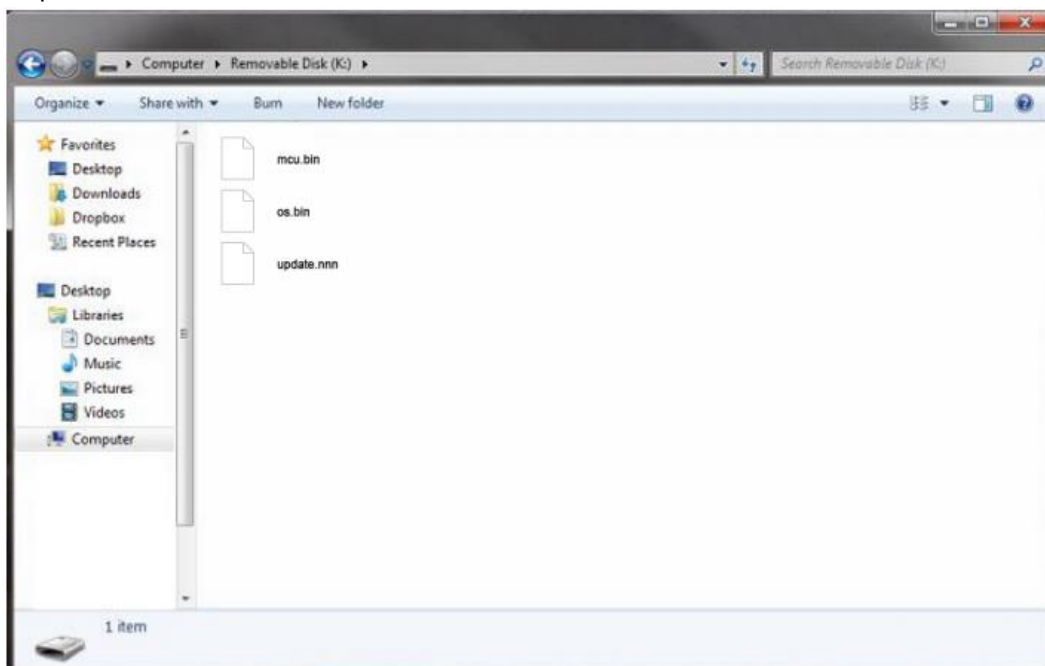 Computer ▸ Removable Disk (K:) ▸
Search Removable Disk (K:)
Organize ▾ Share with ▾ Burn New folder
Favorites
Desktop
Downloads
Dropbox
Recent Places
Desktop
Libraries
Documents
Music
Pictures
Videos
Computer
mcu.bin
os.bin
update.nnn
1 item